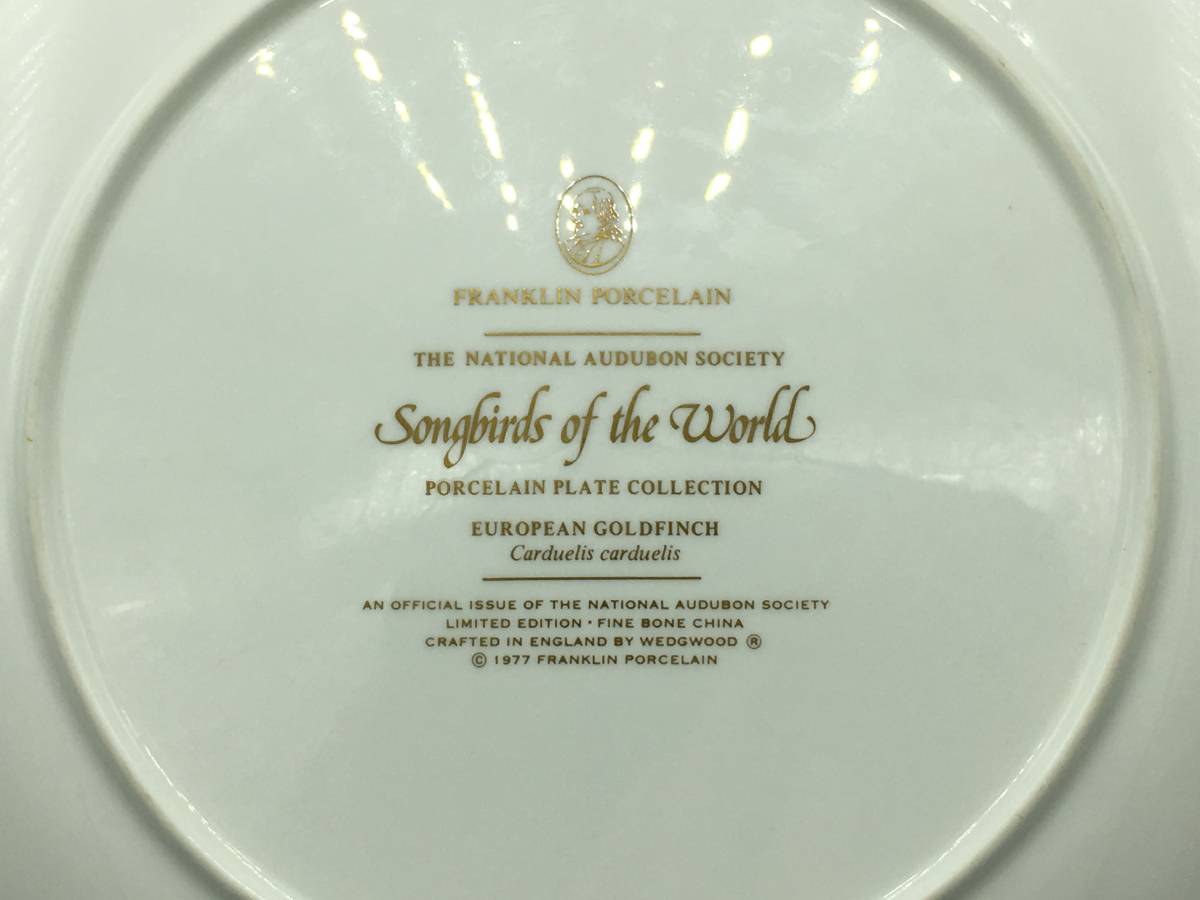 FRANKLIN PORCELAIN
THE NATIONAL AUDUBON SOCIETY
Songbirds of the World
PORCELAIN PLATE COLLECTION
EUROPEAN GOLDFINCH
Carduelis carduelis
AN OFFICIAL ISSUE OF THE NATIONAL AUDUBON SOCIETY
LIMITED EDITION · FINE BONE CHINA
CRAFTED IN ENGLAND BY WEDGWOOD ®
© 1977 FRANKLIN PORCELAIN